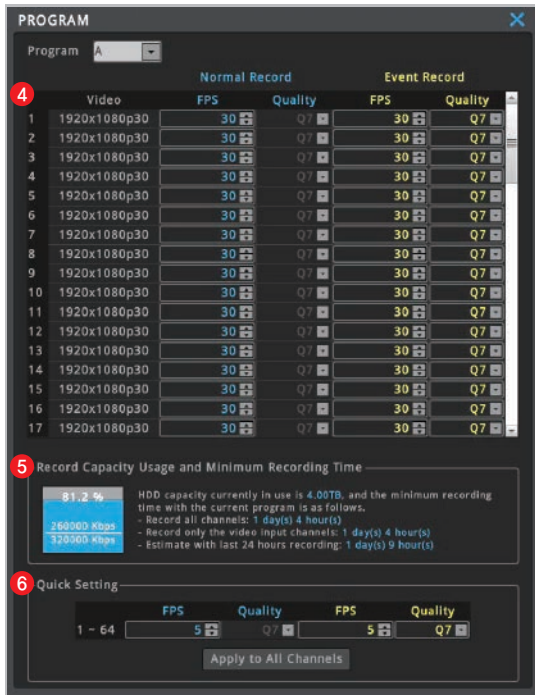 PROGRAM
Program A
Normal Record Event Record
4
Video FPS Quality FPS Quality
1 1920x1080p30 30 Q7 30 Q7
2 1920x1080p30 30 Q7 30 Q7
3 1920x1080p30 30 Q7 30 Q7
4 1920x1080p30 30 Q7 30 Q7
5 1920x1080p30 30 Q7 30 Q7
6 1920x1080p30 30 Q7 30 Q7
7 1920x1080p30 30 Q7 30 Q7
8 1920x1080p30 30 Q7 30 Q7
9 1920x1080p30 30 Q7 30 Q7
10 1920x1080p30 30 Q7 30 Q7
11 1920x1080p30 30 Q7 30 Q7
12 1920x1080p30 30 Q7 30 Q7
13 1920x1080p30 30 Q7 30 Q7
14 1920x1080p30 30 Q7 30 Q7
15 1920x1080p30 30 Q7 30 Q7
16 1920x1080p30 30 Q7 30 Q7
17 1920x1080p30 30 Q7 30 Q7
5 Record Capacity Usage and Minimum Recording Time
81.2 %
260000 Kbps
320000 Kbps
HDD capacity currently in use is 4.00TB, and the minimum recording
time with the current program is as follows.
- Record all channels: 1 day(s) 4 hour(s)
- Record only the video input channels: 1 day(s) 4 hour(s)
- Estimate with last 24 hours recording: 1 day(s) 9 hour(s)
6 Quick Setting
FPS Quality FPS Quality
1 ~ 64 5 Q7 5 Q7
Apply to All Channels